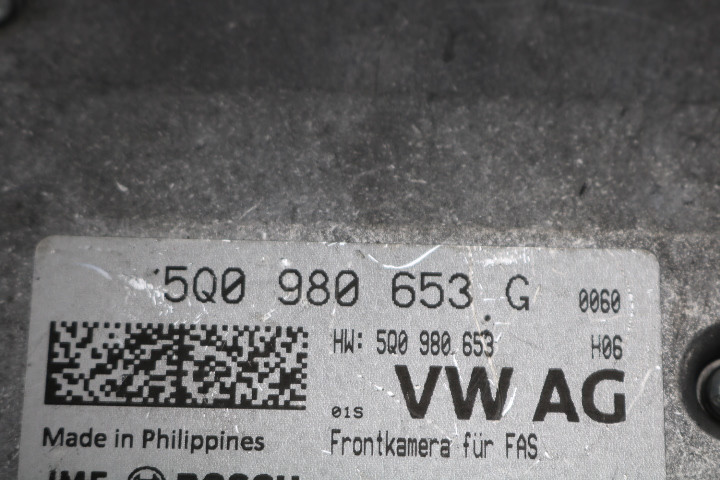 5Q0 980 653 G 0060
HW: 5Q0 980 653 H06
01S VW AG
Made in Philippines Frontkamera für FAS